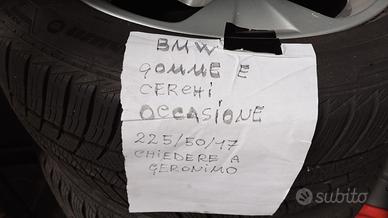 BMW
GOMME E
CERCHI
OCCASIONE
225/50/17
CHIEDERE A
GERONIMO
subito